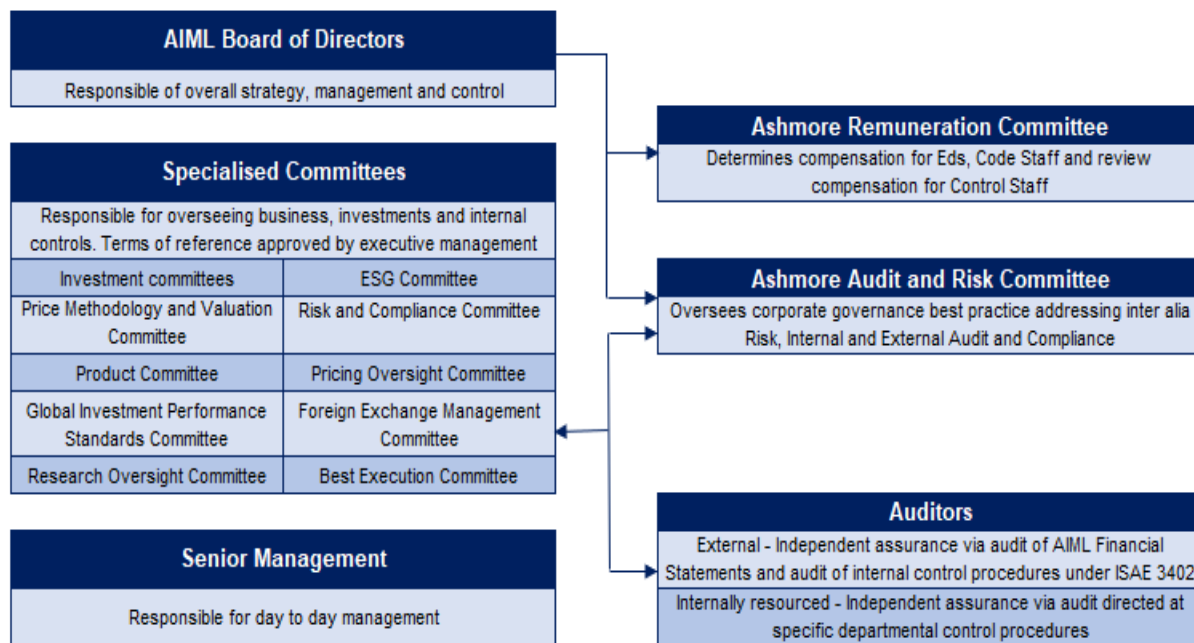 AIML Board of Directors
Responsible of overall strategy, management and control
Specialised Committees
Responsible for overseeing business, investments and internal
controls. Terms of reference approved by executive management
Investment committees
ESG Committee
Price Methodology and Valuation
Committee
Risk and Compliance Committee
Product Committee
Pricing Oversight Committee
Global Investment Performance
Standards Committee
Foreign Exchange Management
Committee
Research Oversight Committee
Best Execution Committee
Senior Management
Responsible for day to day management
Ashmore Remuneration Committee
Determines compensation for Eds, Code Staff and review
compensation for Control Staff
Ashmore Audit and Risk Committee
Oversees corporate governance best practice addressing inter alia
Risk, Internal and External Audit and Compliance
Auditors
External - Independent assurance via audit of AIML Financial
Statements and audit of internal control procedures under ISAE 3402
Internally resourced - Independent assurance via audit directed at
specific departmental control procedures